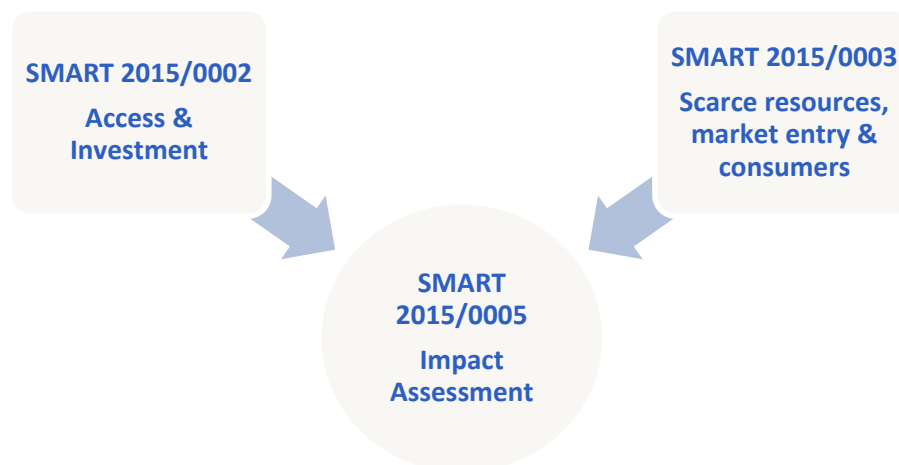 SMART 2015/0002
Access &
Investment
SMART 2015/0003
Scarce resources,
market entry &
consumers
SMART
2015/0005
Impact
Assessment